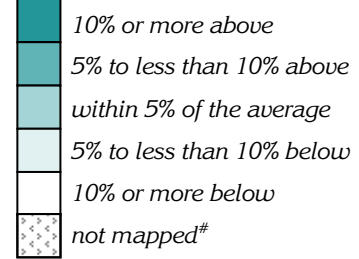 10% or more above
5% to less than 10% above
within 5% of the average
5% to less than 10% below
10% or more below
not mapped#